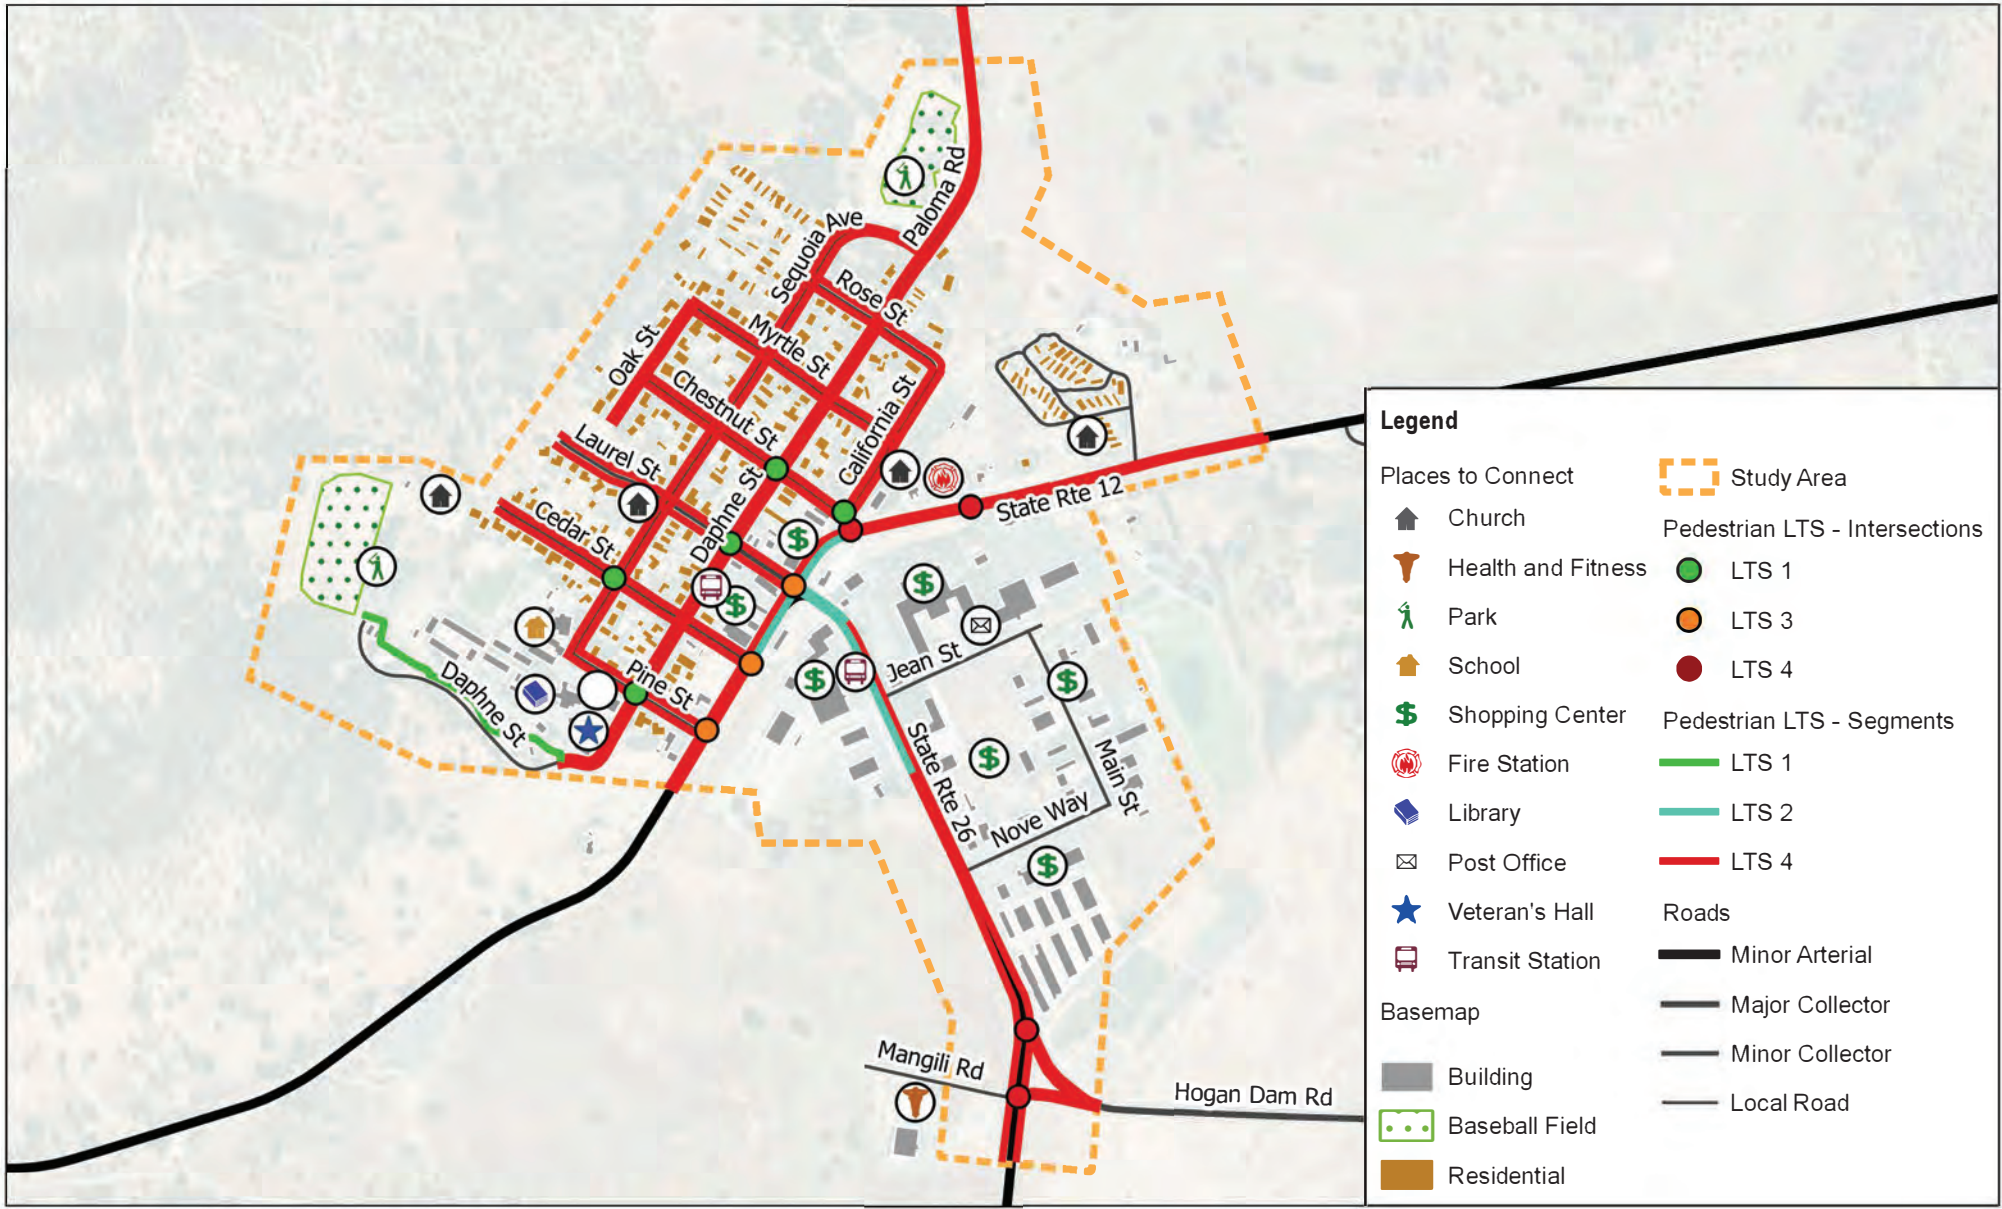 Paloma Rd
Sequoia Ave
Rose St
Oak St
Myrtle St
Chestnut St
California St
Laurel St
Daphne St
Cedar St
State Rte 12
Pine St
Jean St
Daphne St
State Rte 26
Main St
Nove Way
Mangili Rd
Hogan Dam Rd
Legend
Places to Connect
Church
Health and Fitness
Park
School
Shopping Center
Fire Station
Library
Post Office
Veteran's Hall
Transit Station
Basemap
Building
Baseball Field
Residential
Study Area
Pedestrian LTS - Intersections
LTS 1
LTS 3
LTS 4
Pedestrian LTS - Segments
LTS 1
LTS 2
LTS 4
Roads
Minor Arterial
Major Collector
Minor Collector
Local Road